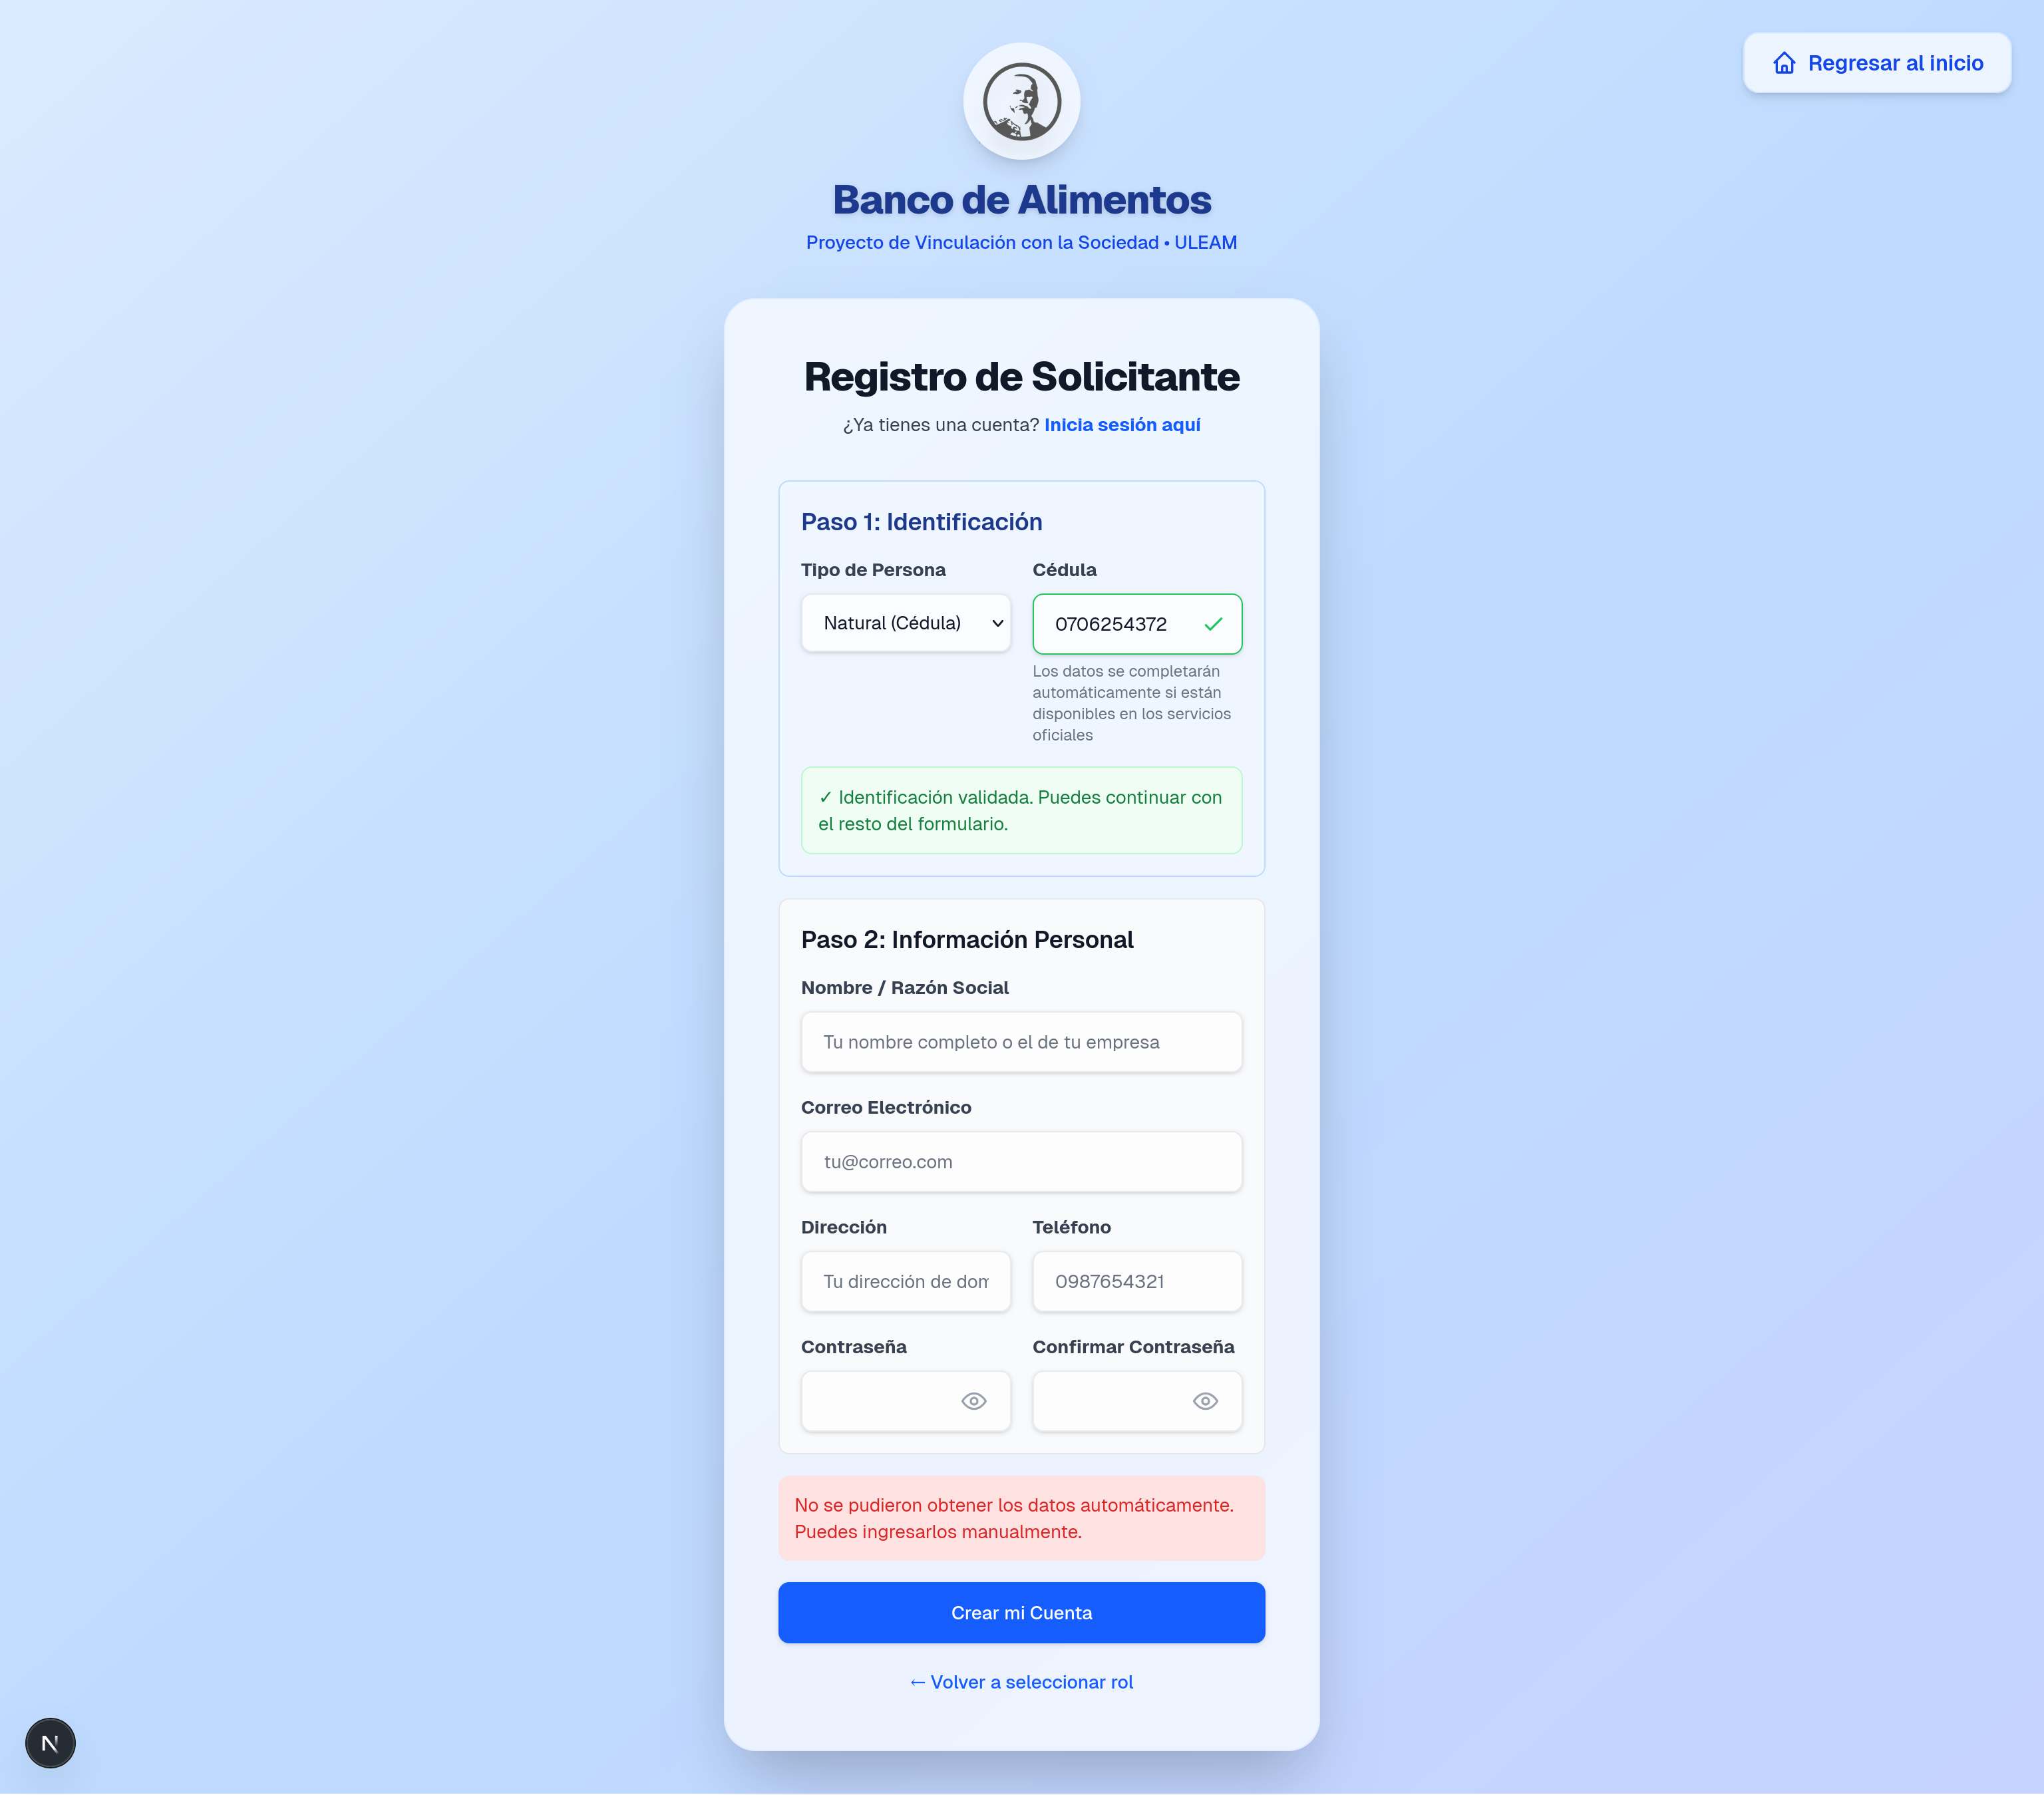 Regresar al inicio
Banco de Alimentos
Proyecto de Vinculación con la Sociedad • ULEAM
Registro de Solicitante
¿Ya tienes una cuenta? Inicia sesión aquí
Paso 1: Identificación
Tipo de Persona
Cédula
Natural (Cédula)
0706254372
Los datos se completarán
automáticamente si están
disponibles en los servicios
oficiales
✓ Identificación validada. Puedes continuar con
el resto del formulario.
Paso 2: Información Personal
Nombre / Razón Social
Tu nombre completo o el de tu empresa
Correo Electrónico
tu@correo.com
Dirección
Teléfono
Tu dirección de dom
0987654321
Contraseña
Confirmar Contraseña
No se pudieron obtener los datos automáticamente.
Puedes ingresarlos manualmente.
Crear mi Cuenta
← Volver a seleccionar rol
N